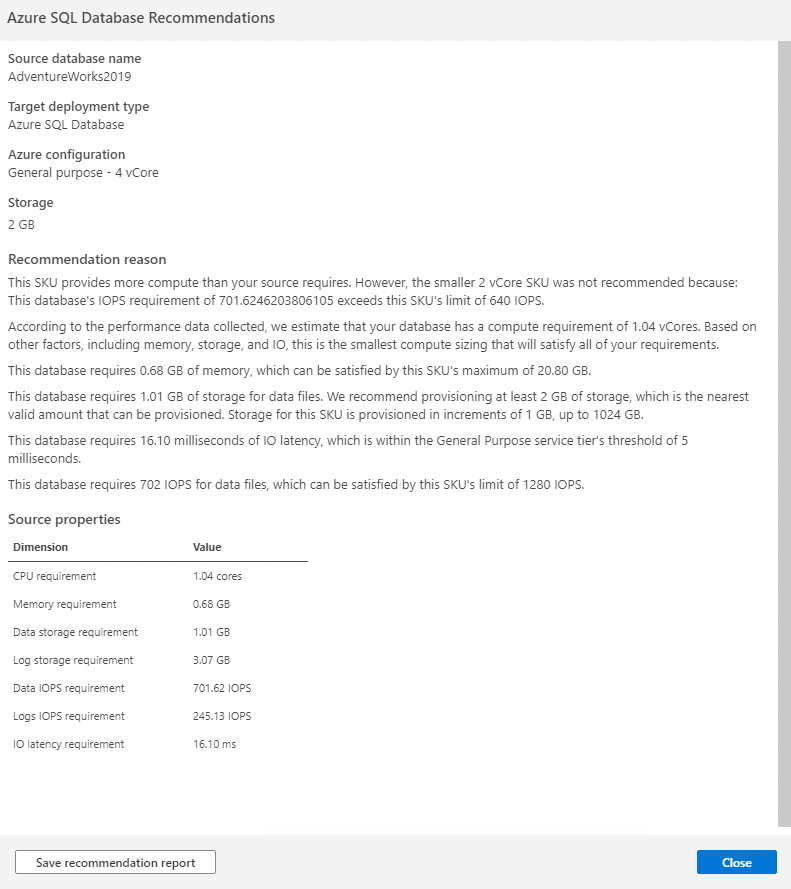 Azure SQL Database Recommendations
Source database name
AdventureWorks2019
Target deployment type
Azure SQL Database
Azure configuration
General purpose - 4 vCore
Storage
2 GB
Recommendation reason
This SKU provides more compute than your source requires. However, the smaller 2 vCore SKU was not recommended because:
This database's IOPS requirement of 701.6246203806105 exceeds this SKU's limit of 640 IOPS.
According to the performance data collected, we estimate that your database has a compute requirement of 1.04 vCores. Based on
other factors, including memory, storage, and IO, this is the smallest compute sizing that will satisfy all of your requirements.
This database requires 0.68 GB of memory, which can be satisfied by this SKU's maximum of 20.80 GB.
This database requires 1.01 GB of storage for data files. We recommend provisioning at least 2 GB of storage, which is the nearest
valid amount that can be provisioned. Storage for this SKU is provisioned in increments of 1 GB, up to 1024 GB.
This database requires 16.10 milliseconds of IO latency, which is within the General Purpose service tier's threshold of 5
milliseconds.
This database requires 702 IOPS for data files, which can be satisfied by this SKU's limit of 1280 IOPS.
Source properties
Dimension Value
CPU requirement 1.04 cores
Memory requirement 0.68 GB
Data storage requirement 1.01 GB
Log storage requirement 3.07 GB
Data IOPS requirement 701.62 IOPS
Logs IOPS requirement 245.13 IOPS
IO latency requirement 16.10 ms
Save recommendation report Close